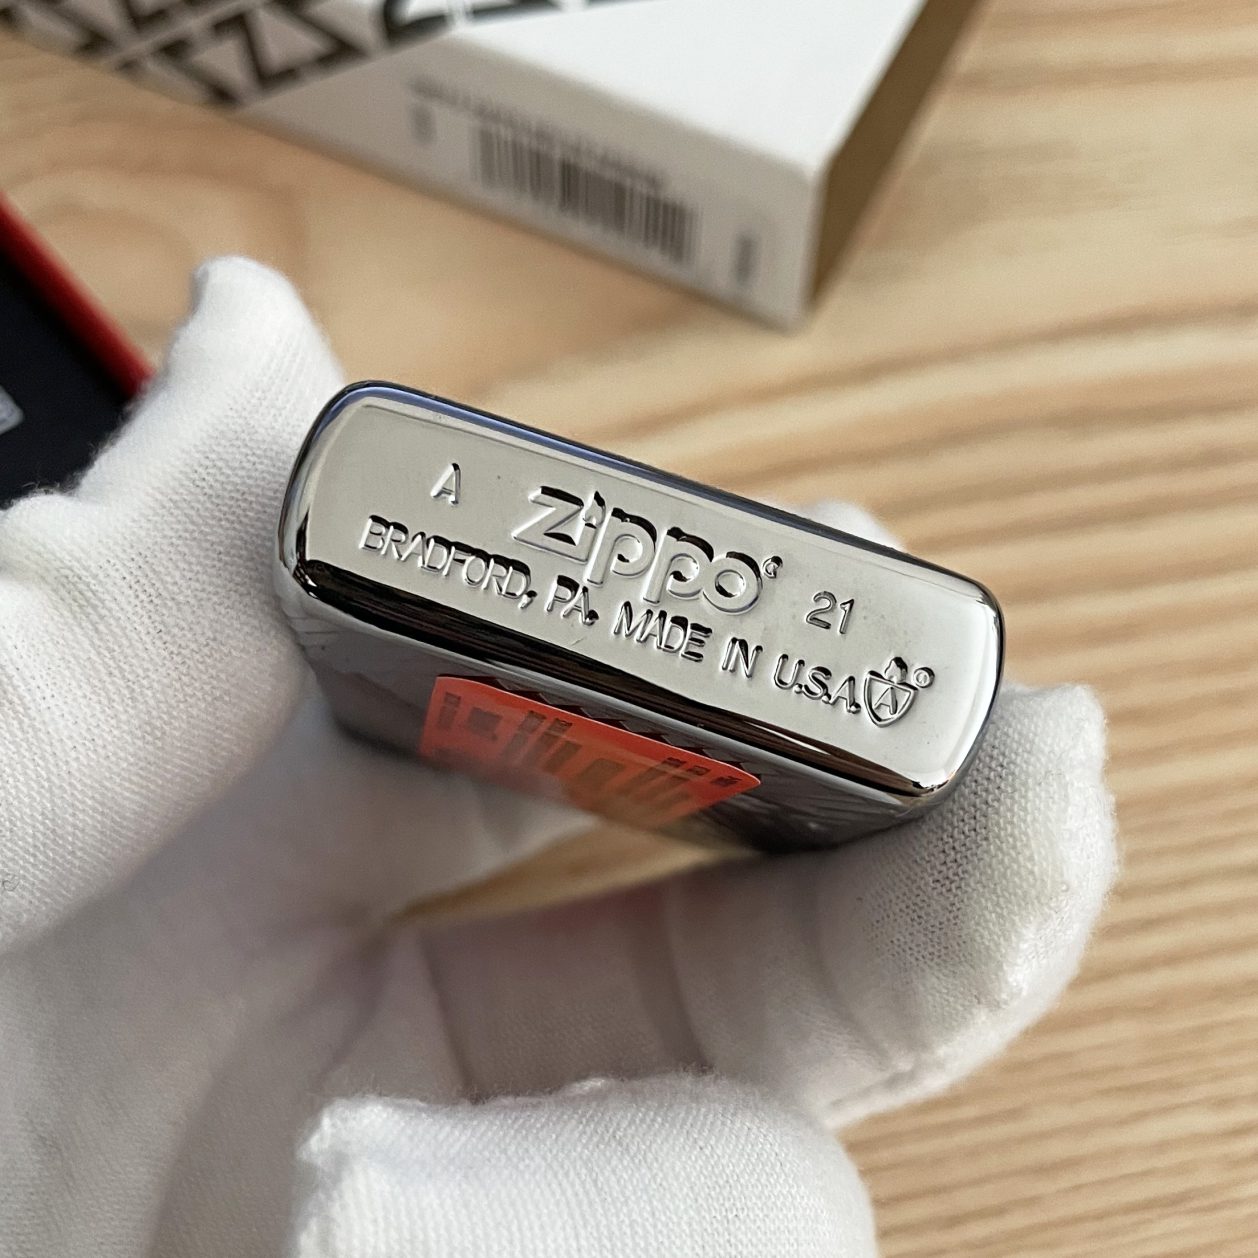 A zippo® 21
BRADFORD, PA. MADE IN U.S.A. A®